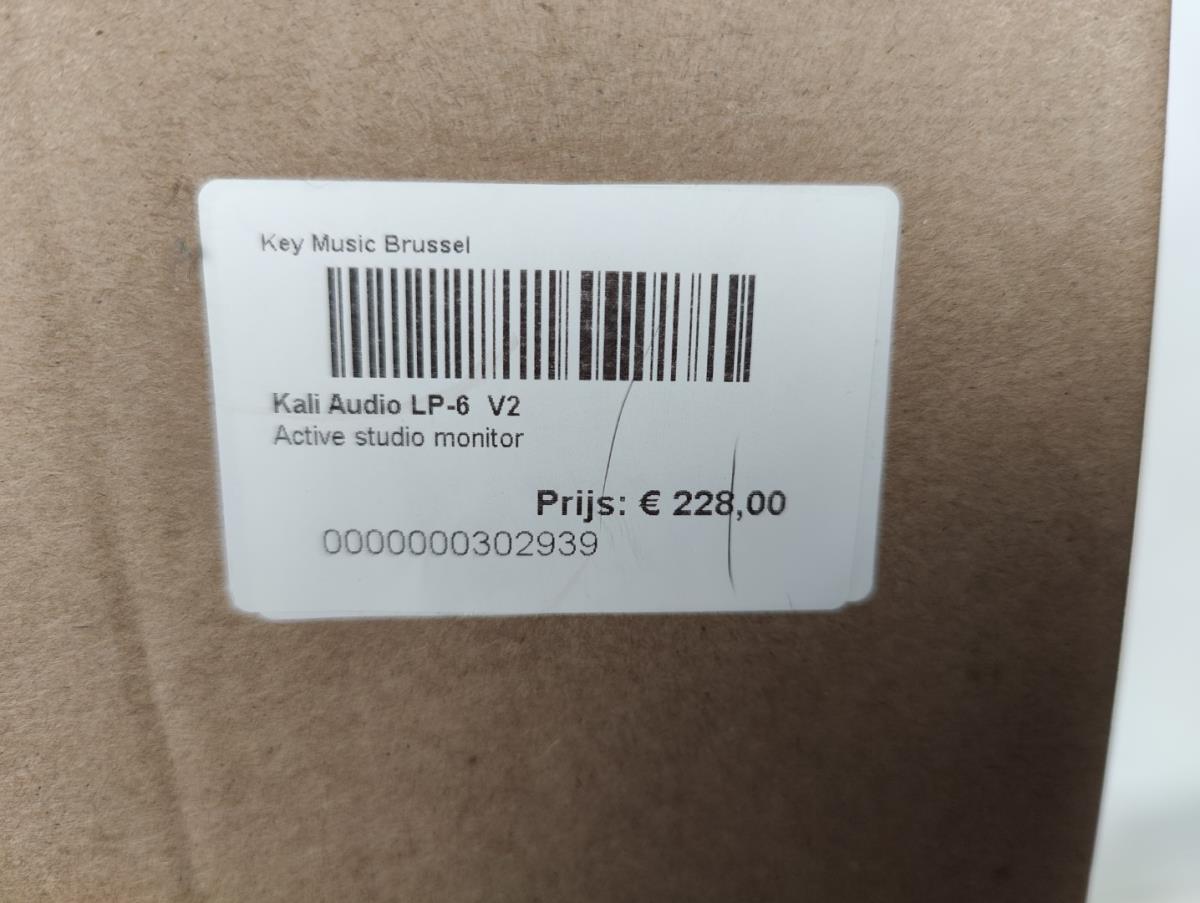 Key Music Brussel
Kali Audio LP-6 V2
Active studio monitor
Prijs: € 228,00
0000000302939